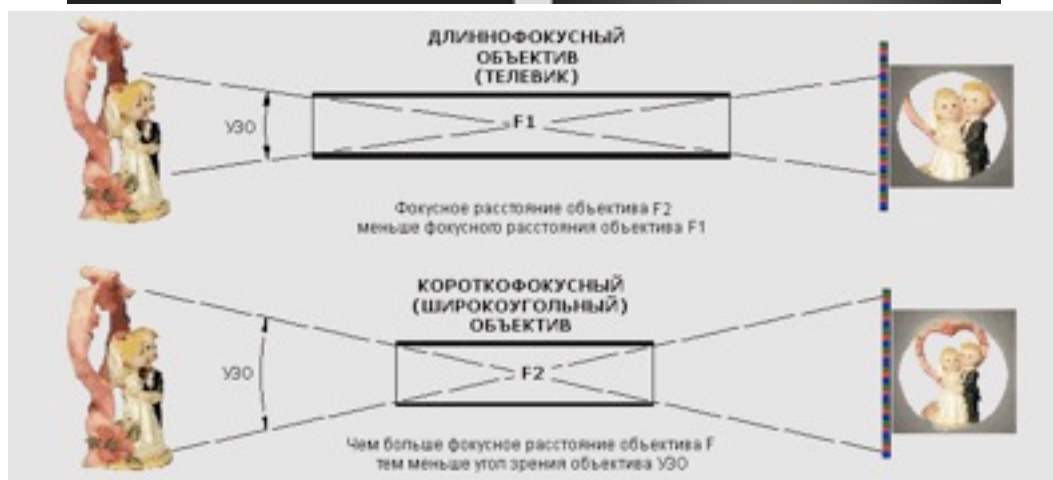 ДЛИННОФОКУСНЫЙ
ОБЪЕКТИВ
(ТЕЛЕВИК)
УЗО
F1
Фокусное расстояние объектива F2
меньше фокусного расстояния объектива F1
КОРОТКОФОКУСНЫЙ
(ШИРОКОУГОЛЬНЫЙ)
ОБЪЕКТИВ
УЗО
F2
Чем больше фокусное расстояние объектива F
тем меньше угол зрения объектива УЗО